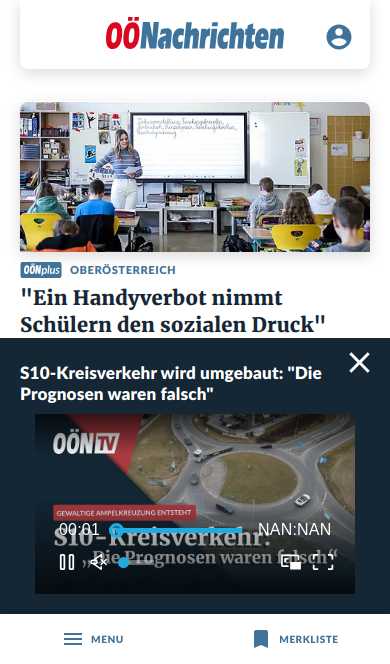 OÖNachrichten
OÖNplus OBERÖSTERREICH
"Ein Handyverbot nimmt
Schülern den sozialen Druck"
S10-Kreisverkehr wird umgebaut: "Die
Prognosen waren falsch"
OÖN TV
GEWALTIGE AMPELKREUZUNG ENTSTEHT
00:01 NAN:NAN
S10-Kreisverkehr:
„Die Prognosen waren falsch“
MENU MERKLISTE